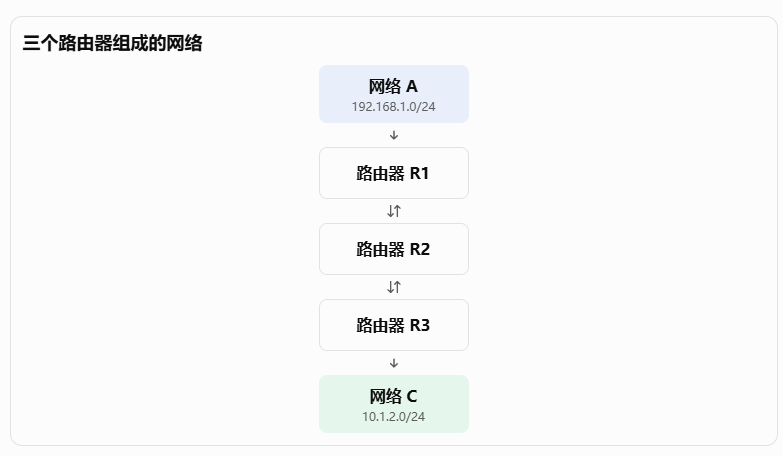 三个路由器组成的网络
网络 A
192.168.1.0/24
↓
路由器 R1
↓↑
路由器 R2
↓↑
路由器 R3
↓
网络 C
10.1.2.0/24